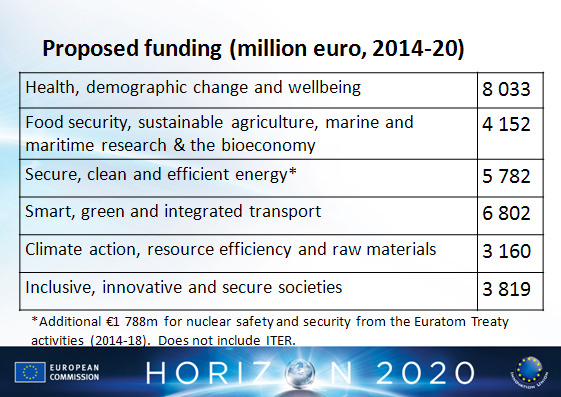 Proposed funding (million euro, 2014-20)
Health, demographic change and wellbeing 8 033
Food security, sustainable agriculture, marine and
maritime research & the bioeconomy 4 152
Secure, clean and efficient energy* 5 782
Smart, green and integrated transport 6 802
Climate action, resource efficiency and raw materials 3 160
Inclusive, innovative and secure societies 3 819
*Additional €1 788m for nuclear safety and security from the Euratom Treaty
activities (2014-18). Does not include ITER.
EUROPEAN
COMMISSION
HORIZON 2020
Innovation Union